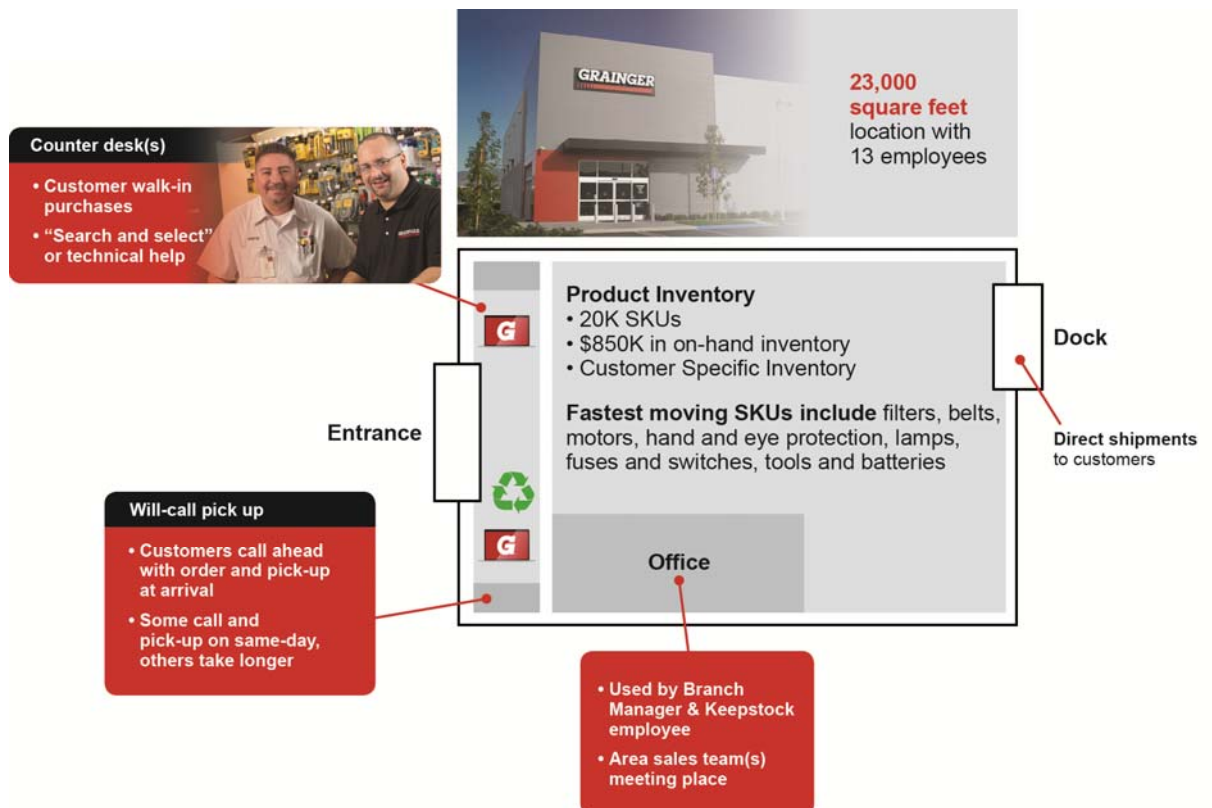 GRAINGER
23,000
square feet
location with
13 employees
Counter desk(s)
• Customer walk-in
purchases
• “Search and select”
or technical help
Product Inventory
• 20K SKUs
• $850K in on-hand inventory
• Customer Specific Inventory
Fastest moving SKUs include filters, belts,
motors, hand and eye protection, lamps,
fuses and switches, tools and batteries
G
Entrance
Dock
Direct shipments
to customers
Will-call pick up
• Customers call ahead
with order and pick-up
at arrival
• Some call and
pick-up on same-day,
others take longer
G
Office
• Used by Branch
Manager & Keepstock
employee
• Area sales team(s)
meeting place